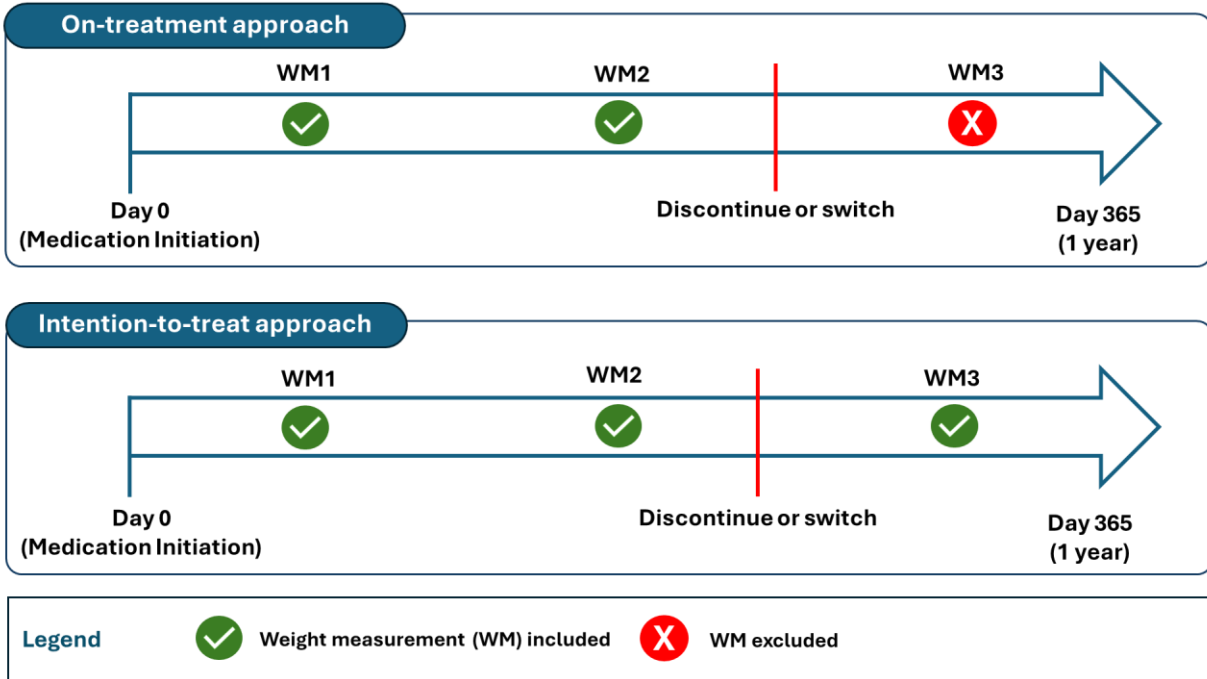 On-treatment approach
WM1 WM2 WM3
X
Day 0
(Medication Initiation)
Discontinue or switch
Day 365
(1 year)
Intention-to-treat approach
WM1 WM2 WM3
Day 0
(Medication Initiation)
Discontinue or switch
Day 365
(1 year)
Legend Weight measurement (WM) included X WM excluded